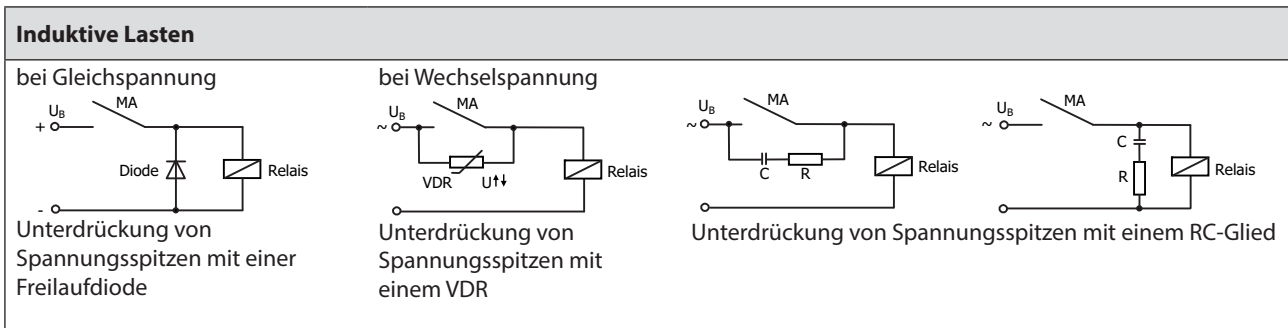 Induktive Lasten
bei Gleichspannung
U_B
MA
+
Diode
Relais
-
Unterdrückung von
Spannungsspitzen mit einer
Freilaufdiode
bei Wechselspannung
U_B
MA
~
VDR
U↑↓
Relais
Unterdrückung von
Spannungsspitzen mit
einem VDR
U_B
MA
~
C
R
Relais
U_B
MA
~
C
R
Relais
Unterdrückung von Spannungsspitzen mit einem RC-Glied